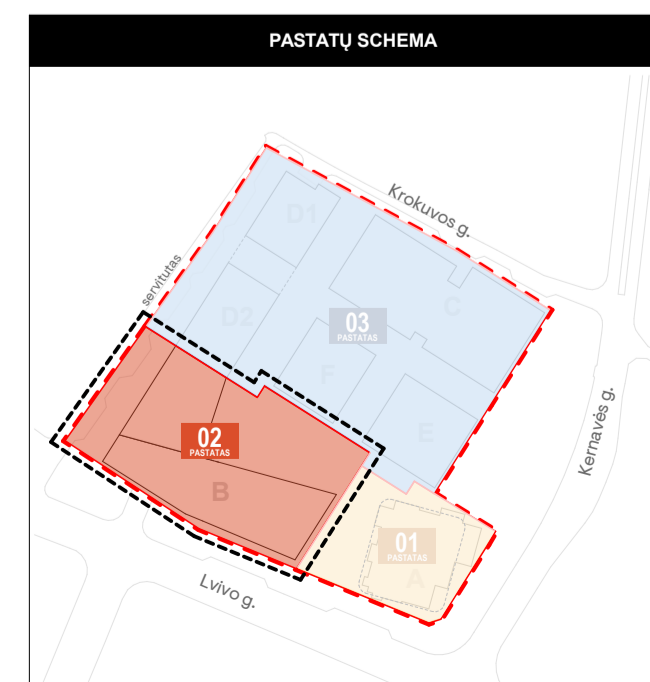 PASTATŲ SCHEMA
Krokuvos g.
D1
servitutas
C
D2
03
PASTATAS
F
Kernavės g.
E
02
PASTATAS
B
01
PASTATAS
A
Lvivo g.